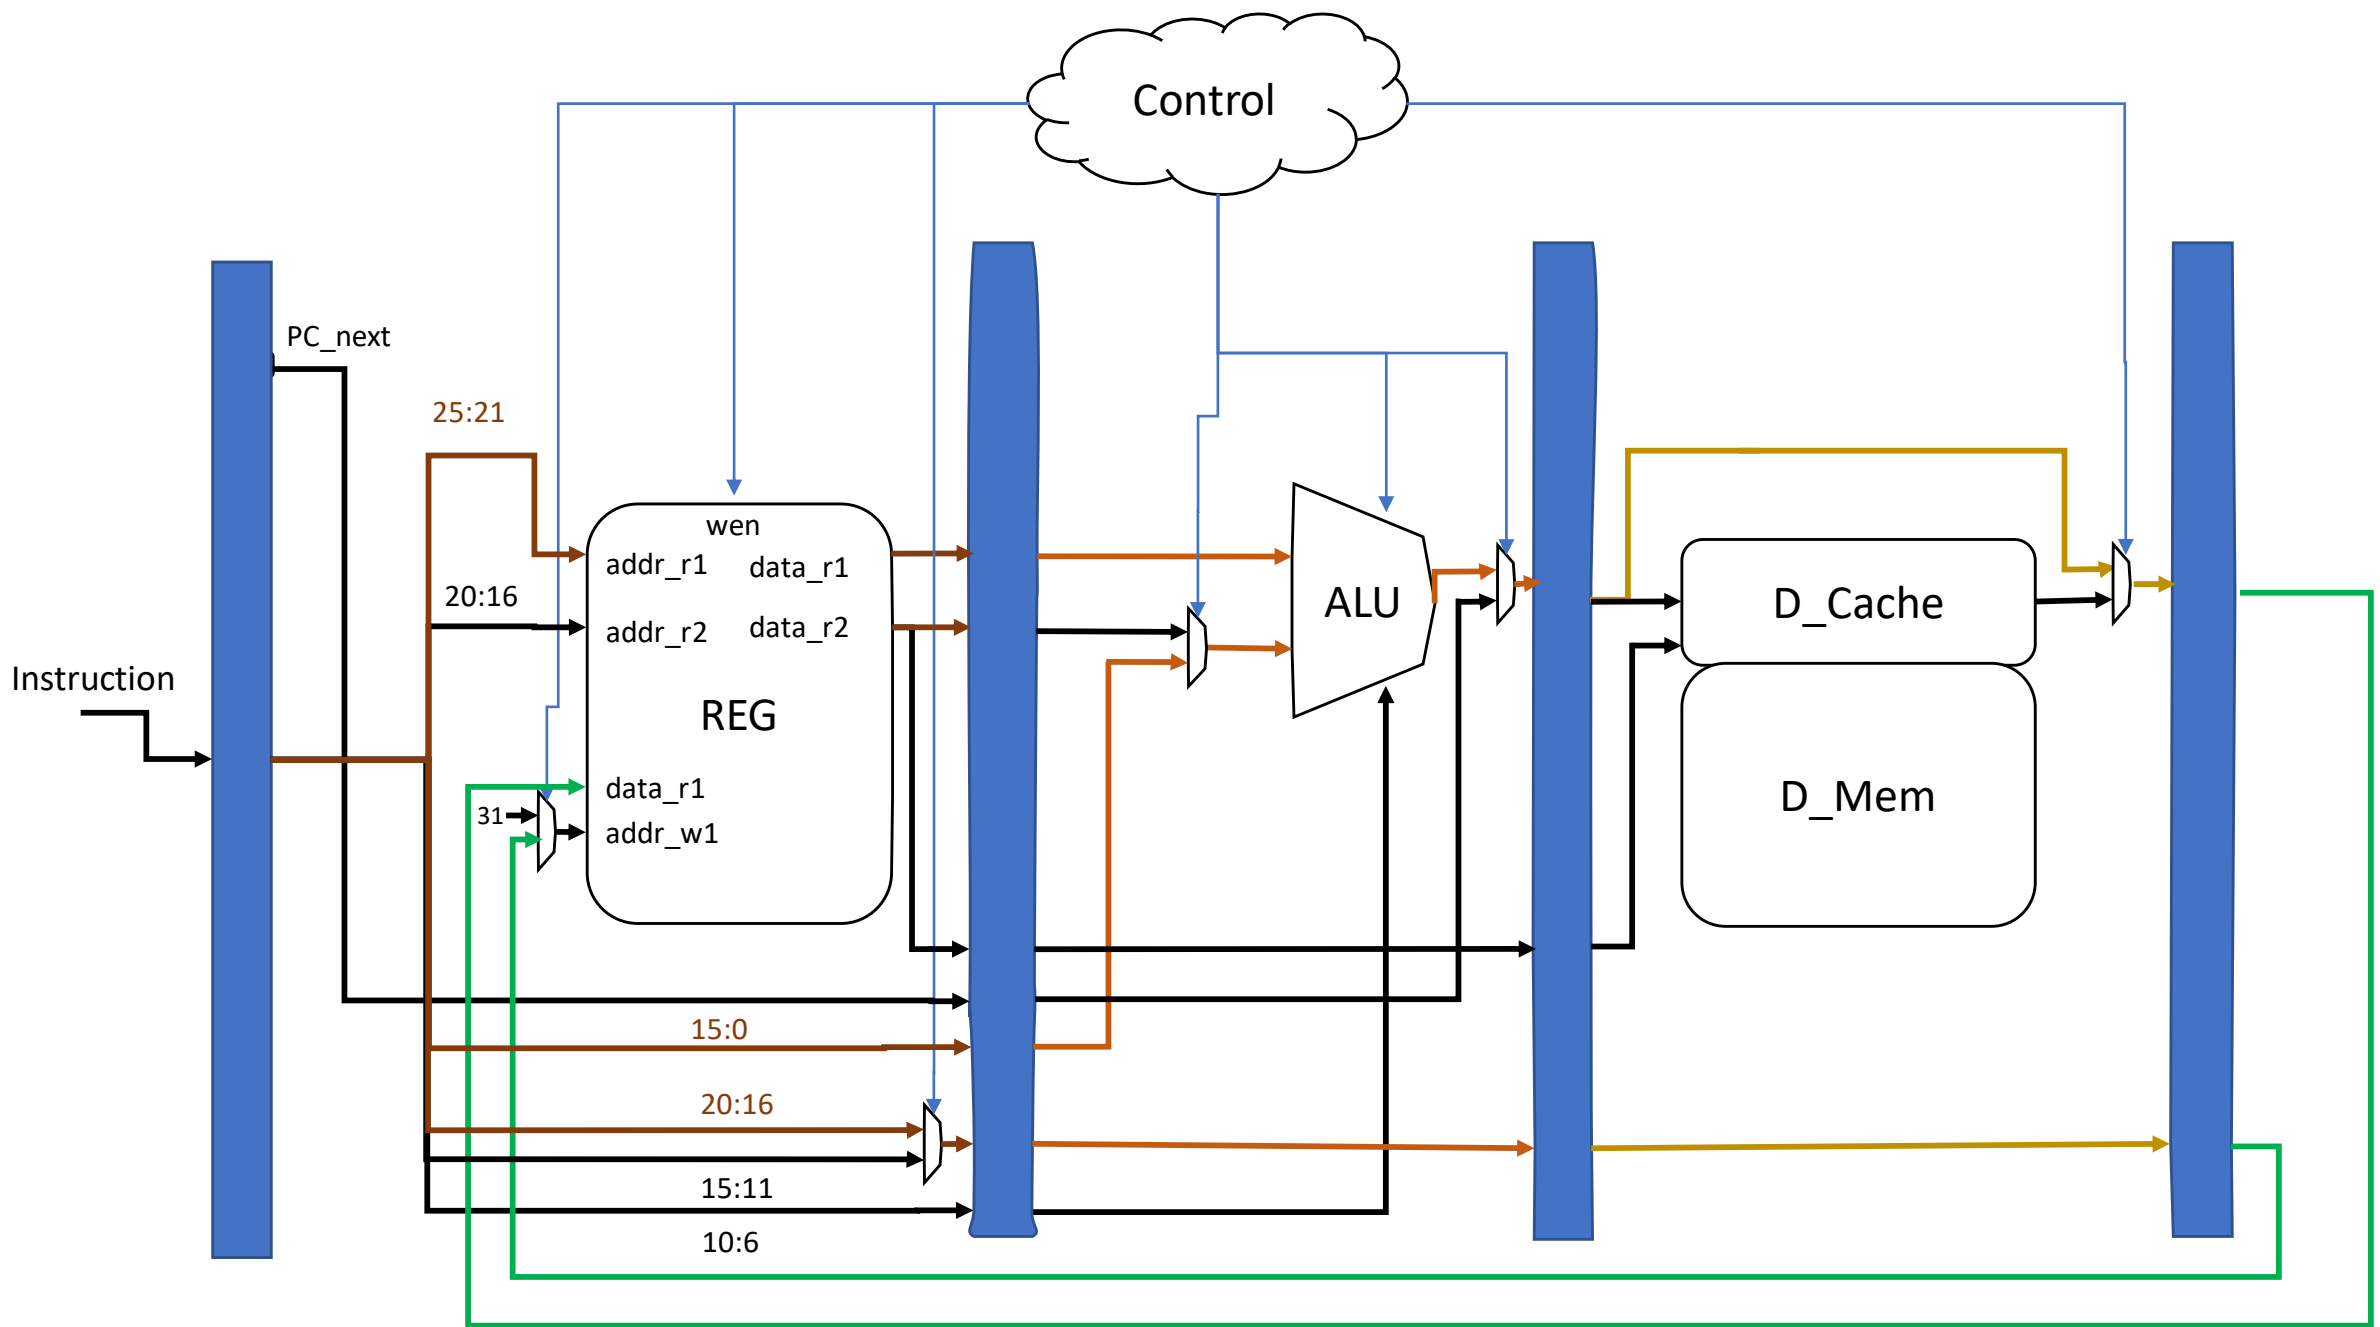 Control
PC_next
25:21
wen
addr_r1
data_r1
20:16
addr_r2
data_r2
ALU
D_Cache
Instruction
REG
data_r1
31
addr_w1
D_Mem
15:0
20:16
15:11
10:6